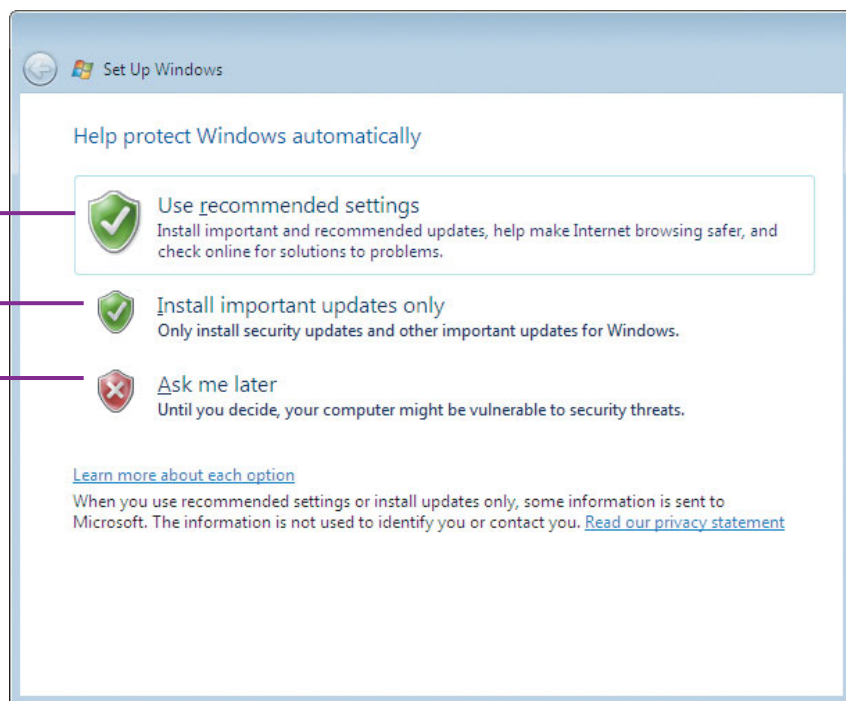 Set Up Windows
Help protect Windows automatically
Use recommended settings
Install important and recommended updates, help make Internet browsing safer, and
check online for solutions to problems.
Install important updates only
Only install security updates and other important updates for Windows.
Ask me later
Until you decide, your computer might be vulnerable to security threats.
Learn more about each option
When you use recommended settings or install updates only, some information is sent to
Microsoft. The information is not used to identify you or contact you. Read our privacy statement